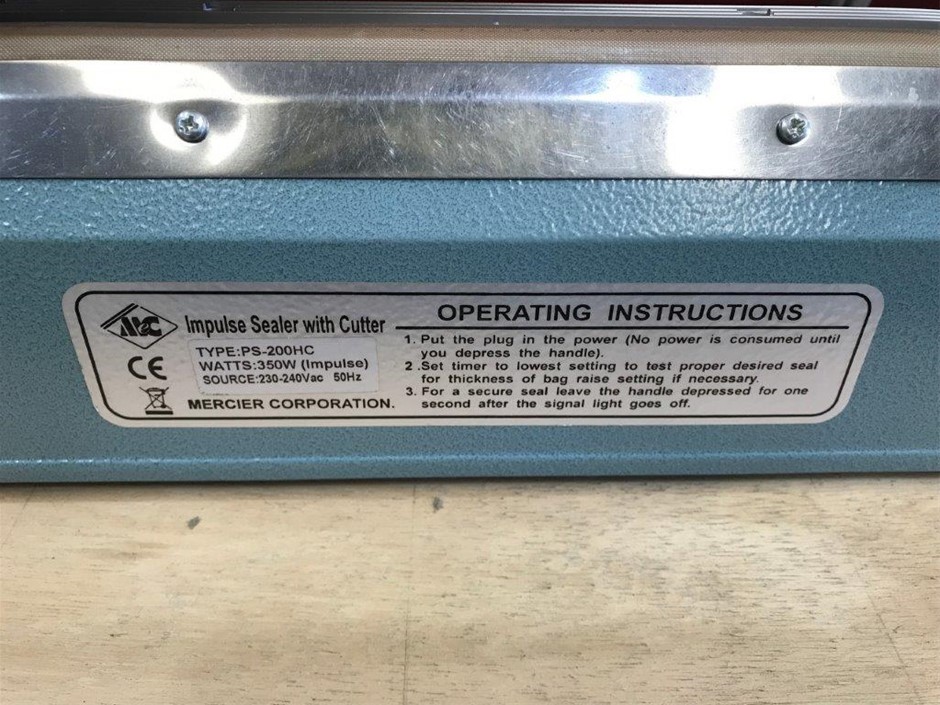 M&C
Impulse Sealer with Cutter
TYPE:PS-200HC
WATTS:350W (Impulse)
SOURCE:230-240Vac 50Hz
CE
MERCIER CORPORATION.
OPERATING INSTRUCTIONS
1. Put the plug in the power (No power is consumed until
you depress the handle).
2 .Set timer to lowest setting to test proper desired seal
for thickness of bag raise setting if necessary.
3. For a secure seal leave the handle depressed for one
second after the signal light goes off.